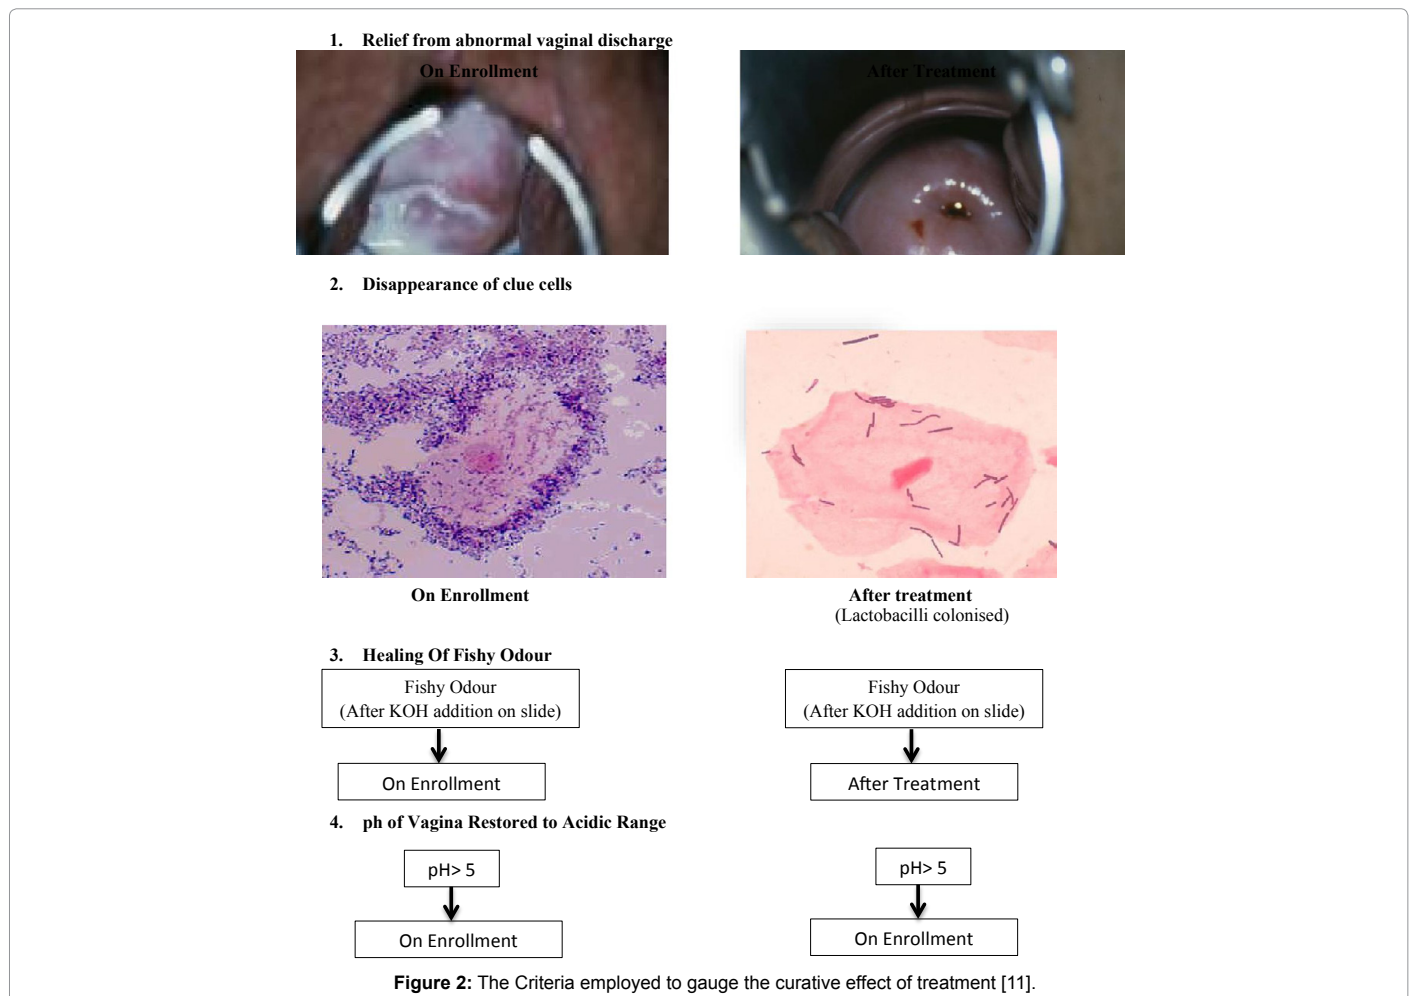 1. Relief from abnormal vaginal discharge
On Enrollment
After Treatment
2. Disappearance of clue cells
On Enrollment
After treatment
(Lactobacilli colonised)
3. Healing Of Fishy Odour
Fishy Odour
(After KOH addition on slide)
Fishy Odour
(After KOH addition on slide)
On Enrollment
After Treatment
4. ph of Vagina Restored to Acidic Range
pH> 5
pH> 5
On Enrollment
On Enrollment
Figure 2: The Criteria employed to gauge the curative effect of treatment [11].